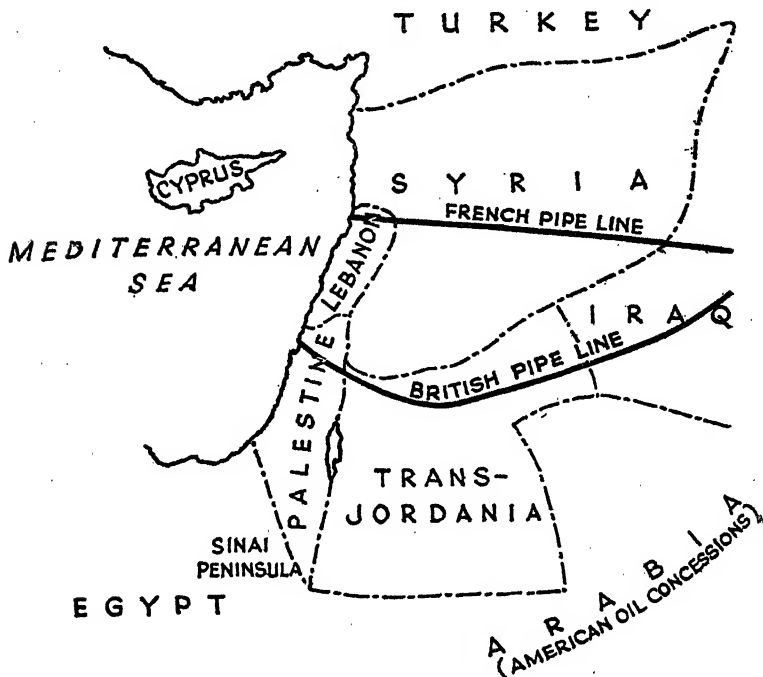 TURKEY
CYPRUS
SYRIA
FRENCH PIPE LINE
MEDITERRANEAN
SEA
LEBANON
IRAQ
BRITISH PIPE LINE
PALESTINE
TRANS-
JORDANIA
SINAI
PENINSULA
EGYPT
ARABIA
(AMERICAN OIL CONCESSIONS)